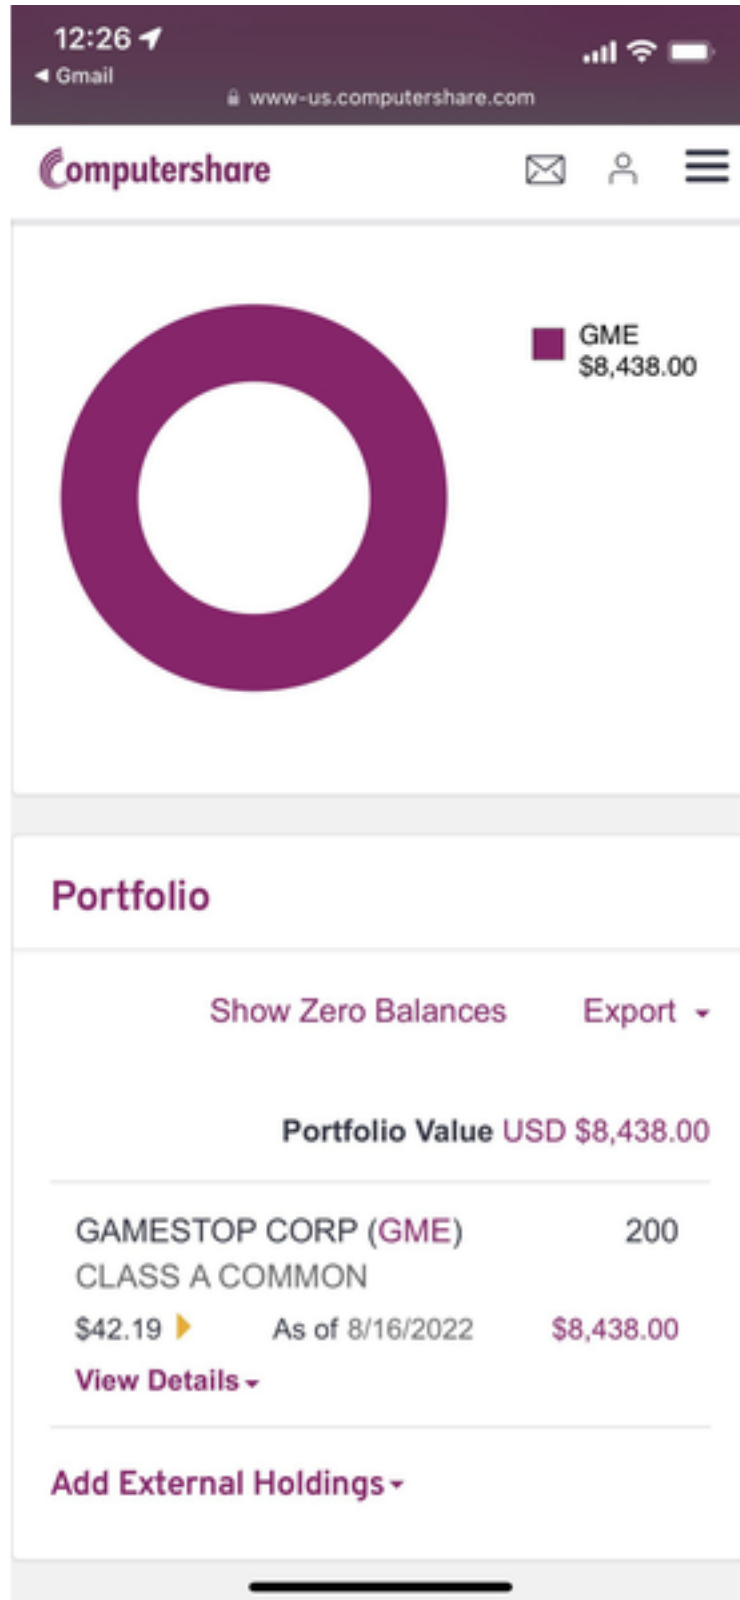 12:26
Gmail
www-us.computershare.com
Computershare
GME
$8,438.00
Portfolio
Show Zero Balances Export
Portfolio Value USD $8,438.00
GAMESTOP CORP (GME) 200
CLASS A COMMON
$42.19 As of 8/16/2022 $8,438.00
View Details
Add External Holdings